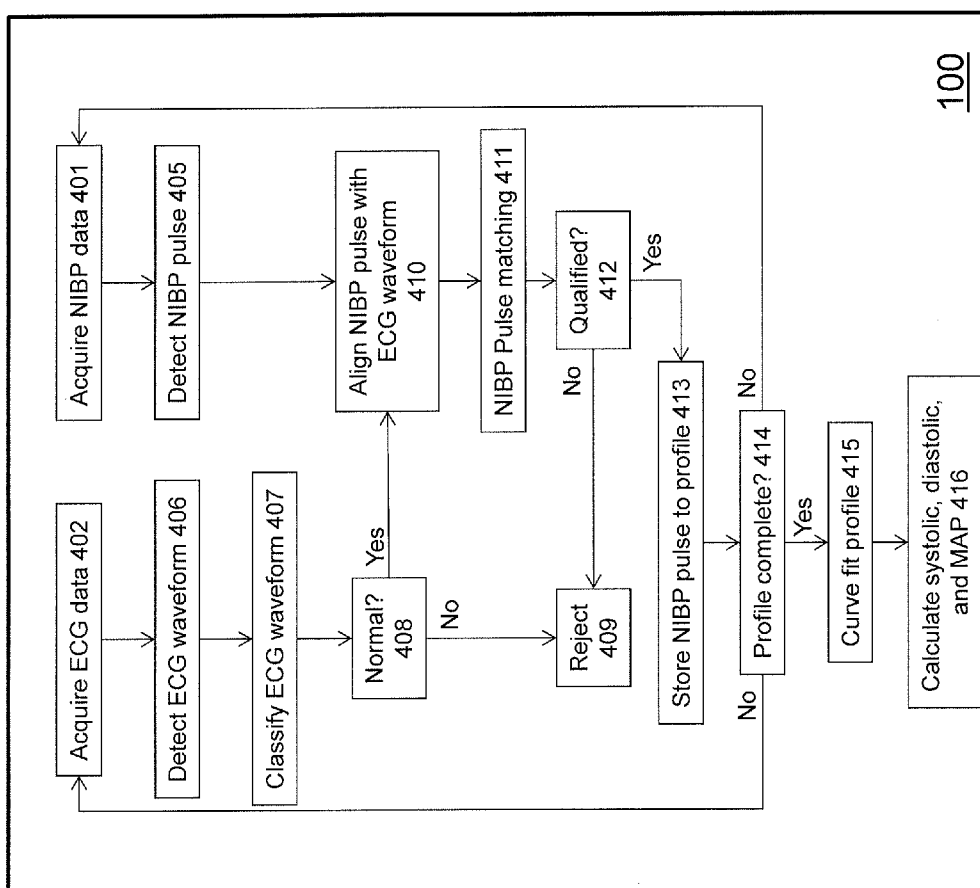 100
Acquire NIBP data 401
Acquire ECG data 402
Detect NIBP pulse 405
Detect ECG waveform 406
Classify ECG waveform 407
Normal?
408
Yes
No
Align NIBP pulse with
ECG waveform
410
NIBP Pulse matching 411
Qualified?
412
No
Yes
Reject
409
Store NIBP pulse to profile 413
No
Profile complete? 414
No
Yes
Curve fit profile 415
Calculate systolic, diastolic,
and MAP 416